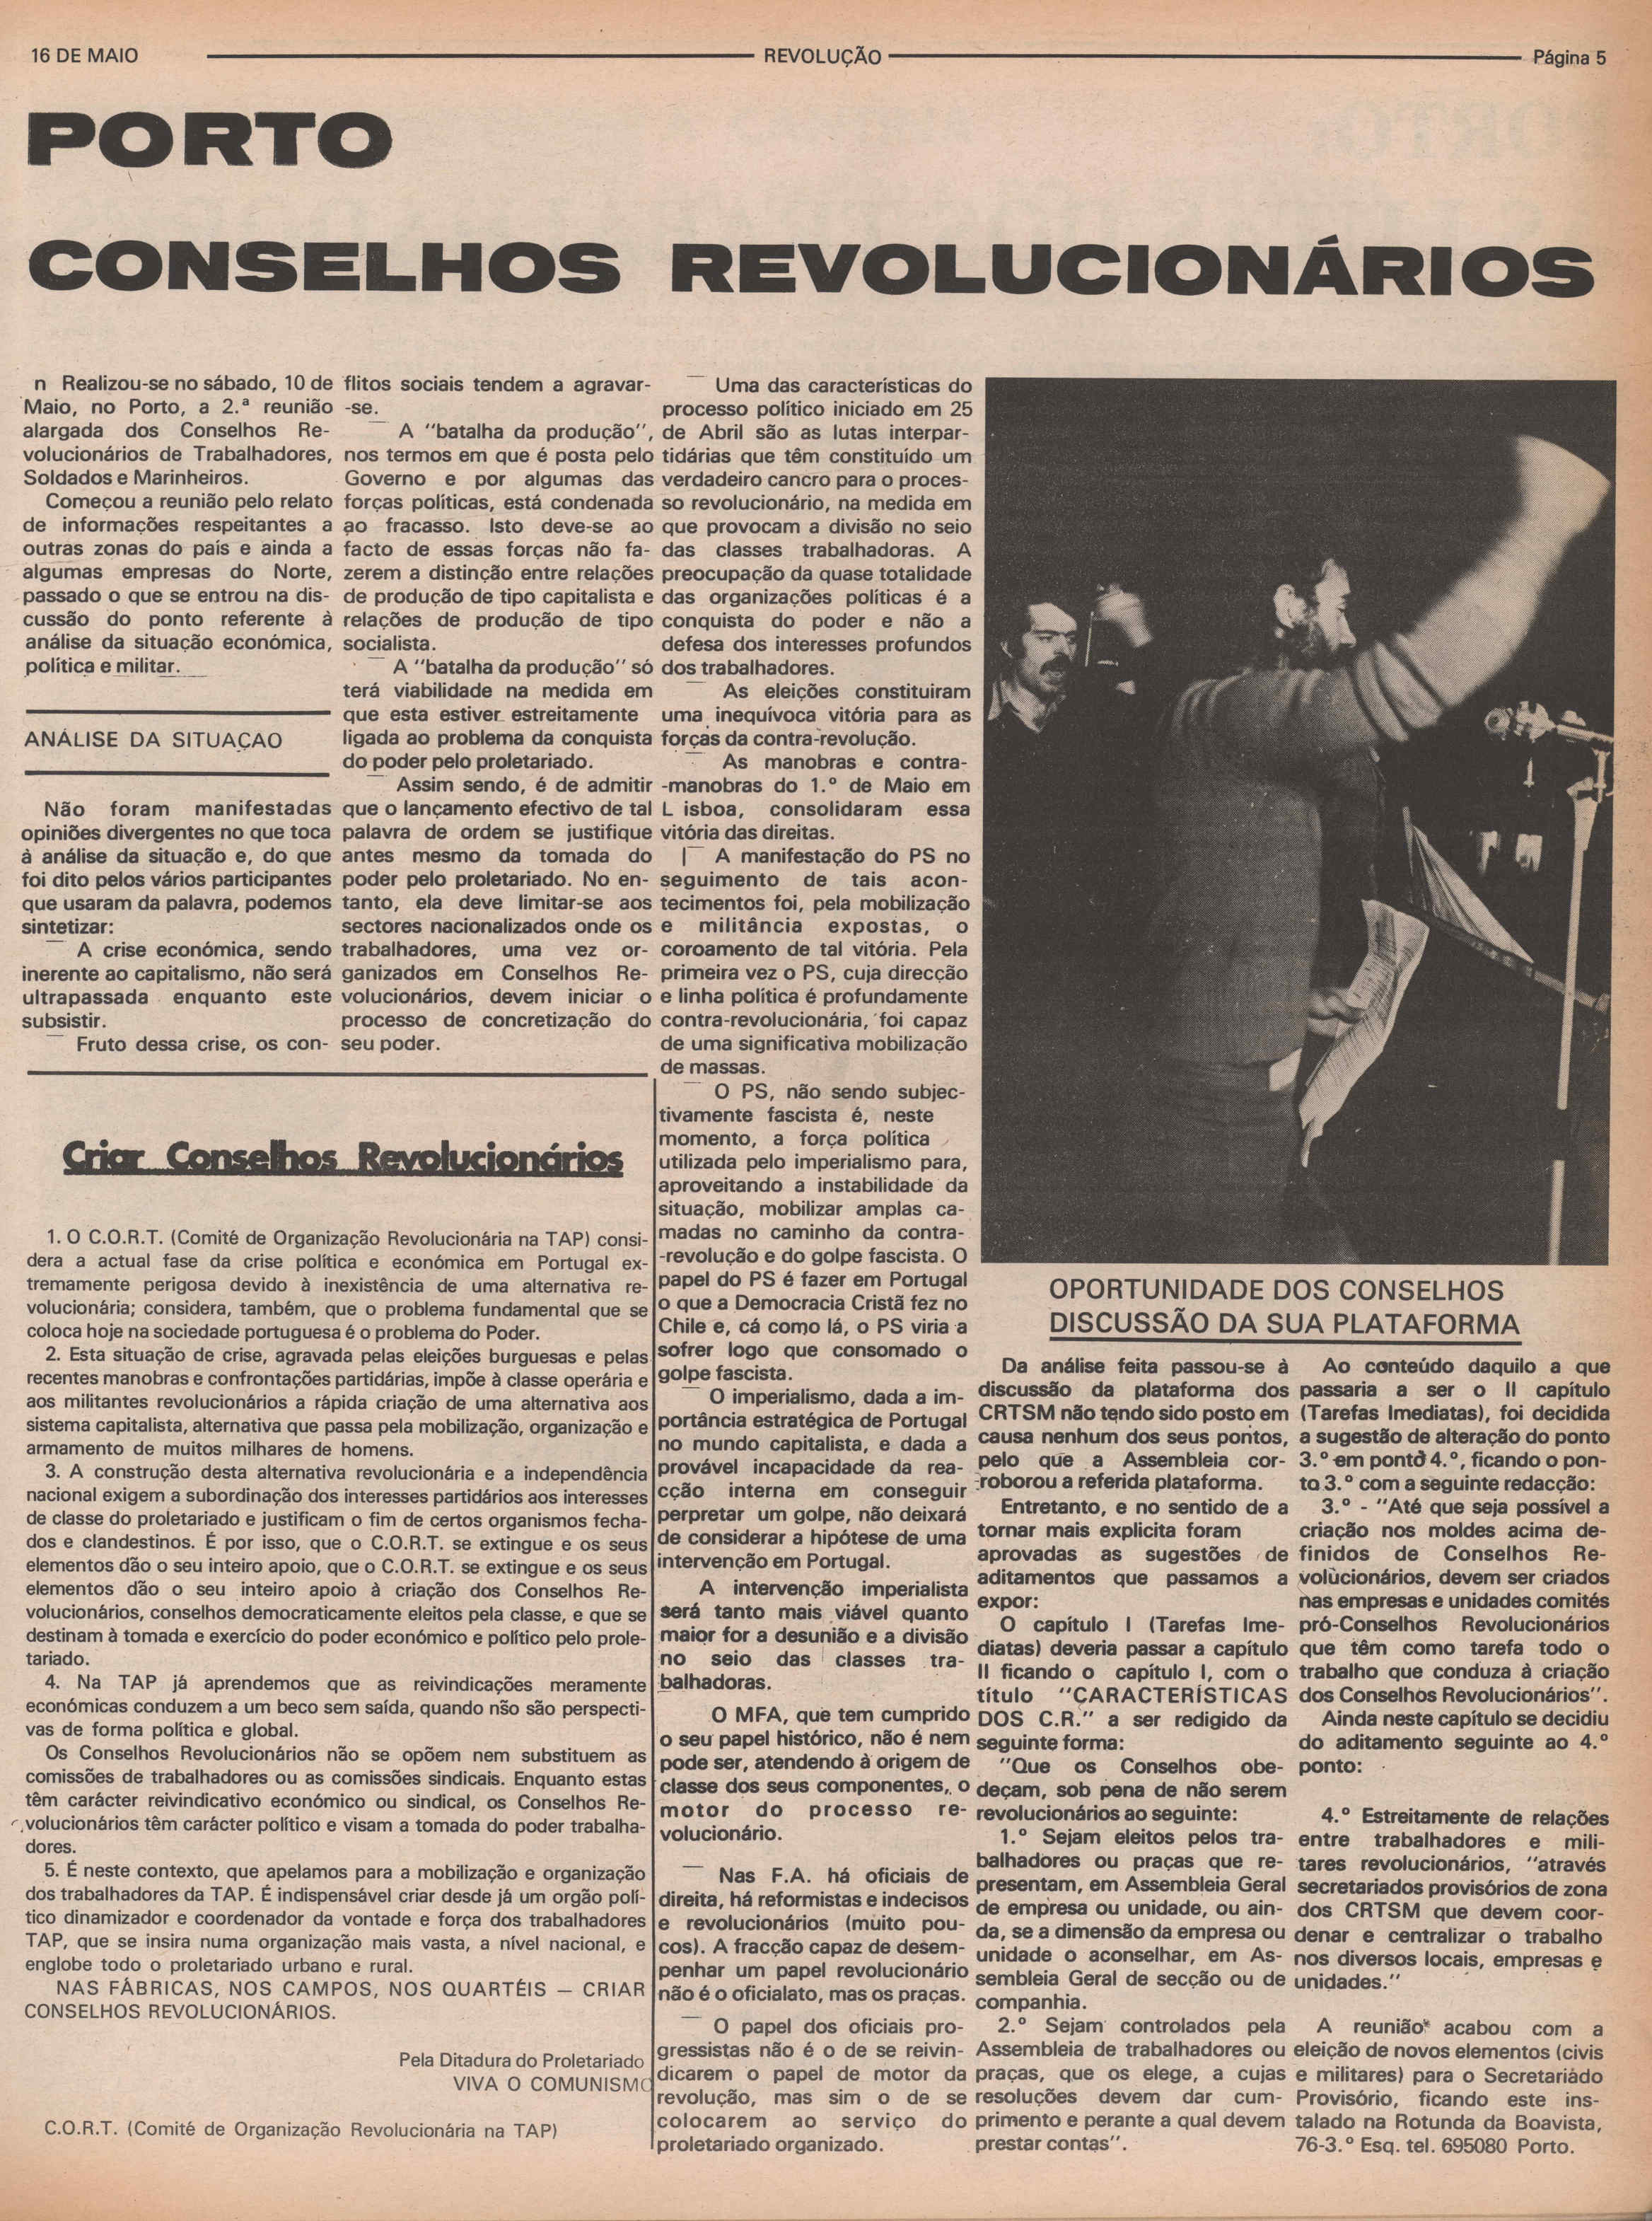 16 DE MAIO
REVOLUÇÃO
Página 5
PORTO
CONSELHOS REVOLUCIONÁRIOS
n Realizou-se no sábado, 10 de
Maio, no Porto, a 2.ª reunião
alargada dos Conselhos Re-
volucionários de Trabalhadores,
Soldados e Marinheiros.
Começou a reunião pelo relato
de informações respeitantes a
outras zonas do país e ainda a
algumas empresas do Norte,
passado o que se entrou na dis-
cussão do ponto referente à
análise da situação económica,
política e militar.
ANÁLISE DA SITUAÇAO
Não foram manifestadas
opiniões divergentes no que toca
à análise da situação e, do que
foi dito pelos vários participantes
que usaram da palavra, podemos
sintetizar:
— A crise económica, sendo
inerente ao capitalismo, não será
ultrapassada enquanto este
subsistir.
— Fruto dessa crise, os con-
flitos sociais tendem a agravar-
-se.
— A "batalha da produção",
nos termos em que é posta pelo
Governo e por algumas das
forças políticas, está condenada
ao fracasso. Isto deve-se ao
facto de essas forças não fa-
zerem a distinção entre relações
de produção de tipo capitalista e
relações de produção de tipo
socialista.
— A "batalha da produção" só
terá viabilidade na medida em
que esta estiver estreitamente
ligada ao problema da conquista
do poder pelo proletariado.
— Assim sendo, é de admitir
que o lançamento efectivo de tal
palavra de ordem se justifique
antes mesmo da tomada do
poder pelo proletariado. No en-
tanto, ela deve limitar-se aos
sectores nacionalizados onde os
trabalhadores, uma vez or-
ganizados em Conselhos Re-
volucionários, devem iniciar o
processo de concretização do
seu poder.
— Uma das características do
processo político iniciado em 25
de Abril são as lutas interpar-
tidárias que têm constituído um
verdadeiro cancro para o proces-
so revolucionário, na medida em
que provocam a divisão no seio
das classes trabalhadoras. A
preocupação da quase totalidade
das organizações políticas é a
conquista do poder e não a
defesa dos interesses profundos
dos trabalhadores.
— As eleições constituiram
uma inequívoca vitória para as
forças da contra-revolução.
— As manobras e contra-
-manobras do 1.º de Maio em
L isboa, consolidaram essa
vitória das direitas.
— A manifestação do PS no
seguimento de tais acon-
tecimentos foi, pela mobilização
e militância expostas, o
coroamento de tal vitória. Pela
primeira vez o PS, cuja direcção
e linha política é profundamente
contra-revolucionária, foi capaz
de uma significativa mobilização
de massas.
— O PS, não sendo subjec-
tivamente fascista é, neste
momento, a força política
utilizada pelo imperialismo para,
aproveitando a instabilidade da
situação, mobilizar amplas ca-
madas no caminho da contra-
-revolução e do golpe fascista. O
papel do PS é fazer em Portugal
o que a Democracia Cristã fez no
Chile e, cá como lá, o PS viria a
sofrer logo que consomado o
golpe fascista.
— O imperialismo, dada a im-
portância estratégica de Portugal
no mundo capitalista, e dada a
provável incapacidade da rea-
cção interna em conseguir
perpretar um golpe, não deixará
de considerar a hipótese de uma
intervenção em Portugal.
A intervenção imperialista
será tanto mais viável quanto
maior for a desunião e a divisão
no seio das classes tra-
balhadoras.
O MFA, que tem cumprido
o seu papel histórico, não é nem
pode ser, atendendo à origem de
classe dos seus componentes, o
motor do processo re-
volucionário.
— Nas F.A. há oficiais de
direita, há reformistas e indecisos
e revolucionários (muito pou-
cos). A fracção capaz de desem-
penhar um papel revolucionário
não é o oficialato, mas os praças.
— O papel dos oficiais pro-
gressistas não é o de se reivin-
dicarem o papel de motor da
revolução, mas sim o de se
colocarem ao serviço do
proletariado organizado.
Criar Conselhos Revolucionários
1. O C.O.R.T. (Comité de Organização Revolucionária na TAP) consi-
dera a actual fase da crise política e económica em Portugal ex-
tremamente perigosa devido à inexistência de uma alternativa re-
volucionária; considera, também, que o problema fundamental que se
coloca hoje na sociedade portuguesa é o problema do Poder.
2. Esta situação de crise, agravada pelas eleições burguesas e pelas
recentes manobras e confrontações partidárias, impõe à classe operária e
aos militantes revolucionários a rápida criação de uma alternativa aos
sistema capitalista, alternativa que passa pela mobilização, organização e
armamento de muitos milhares de homens.
3. A construção desta alternativa revolucionária e a independência
nacional exigem a subordinação dos interesses partidários aos interesses
de classe do proletariado e justificam o fim de certos organismos fecha-
dos e clandestinos. É por isso, que o C.O.R.T. se extingue e os seus
elementos dão o seu inteiro apoio, que o C.O.R.T. se extingue e os seus
elementos dão o seu inteiro apoio à criação dos Conselhos Re-
volucionários, conselhos democraticamente eleitos pela classe, e que se
destinam à tomada e exercício do poder económico e político pelo prole-
tariado.
4. Na TAP já aprendemos que as reivindicações meramente
económicas conduzem a um beco sem saída, quando nšo são perspecti-
vas de forma política e global.
Os Conselhos Revolucionários não se opõem nem substituem as
comissões de trabalhadores ou as comissões sindicais. Enquanto estas
têm carácter reivindicativo económico ou sindical, os Conselhos Re-
volucionários têm carácter político e visam a tomada do poder trabalha-
dores.
5. É neste contexto, que apelamos para a mobilização e organização
dos trabalhadores da TAP. É indispensável criar desde já um orgão polí-
tico dinamizador e coordenador da vontade e força dos trabalhadores
TAP, que se insira numa organização mais vasta, a nível nacional, e
englobe todo o proletariado urbano e rural.
NAS FÁBRICAS, NOS CAMPOS, NOS QUARTÉIS — CRIAR
CONSELHOS REVOLUCIONÁRIOS.
Pela Ditadura do Proletariado
VIVA O COMUNISMO
C.O.R.T. (Comité de Organização Revolucionária na TAP)
OPORTUNIDADE DOS CONSELHOS
DISCUSSÃO DA SUA PLATAFORMA
Da análise feita passou-se à
discussão da plataforma dos
CRTSM não tendo sido posto em
causa nenhum dos seus pontos,
pelo que a Assembleia cor-
roborou a referida plataforma.
Entretanto, e no sentido de a
tornar mais explicita foram
aprovadas as sugestões de
aditamentos que passamos a
expor:
O capítulo I (Tarefas Ime-
diatas) deveria passar a capítulo
II ficando o capítulo I, com o
título "CARACTERÍSTICAS
DOS C.R." a ser redigido da
seguinte forma:
"Que os Conselhos obe-
deçam, sob pena de não serem
revolucionários ao seguinte:
1.º Sejam eleitos pelos tra-
balhadores ou praças que re-
presentam, em Assembleia Geral
de empresa ou unidade, ou ain-
da, se a dimensão da empresa ou
unidade o aconselhar, em As-
sembleia Geral de secção ou de
companhia.
2.º Sejam controlados pela
Assembleia de trabalhadores ou
praças, que os elege, a cujas
resoluções devem dar cum-
primento e perante a qual devem
prestar contas".
Ao conteúdo daquilo a que
passaria a ser o II capítulo
(Tarefas Imediatas), foi decidida
a sugestão de alteração do ponto
3.º em ponto 4.º, ficando o pon-
to 3.º com a seguinte redacção:
3.º - "Até que seja possível a
criação nos moldes acima de-
finidos de Conselhos Re-
volucionários, devem ser criados
nas empresas e unidades comités
pró-Conselhos Revolucionários
que têm como tarefa todo o
trabalho que conduza à criação
dos Conselhos Revolucionários".
Ainda neste capítulo se decidiu
do aditamento seguinte ao 4.º
ponto:
4.º Estreitamente de relações
entre trabalhadores e mili-
tares revolucionários, "através
secretariados provisórios de zona
dos CRTSM que devem coor-
denar e centralizar o trabalho
nos diversos locais, empresas e
unidades."
A reunião acabou com a
eleição de novos elementos (civis
e militares) para o Secretariado
Provisório, ficando este ins-
talado na Rotunda da Boavista,
76-3.º Esq. tel. 695080 Porto.